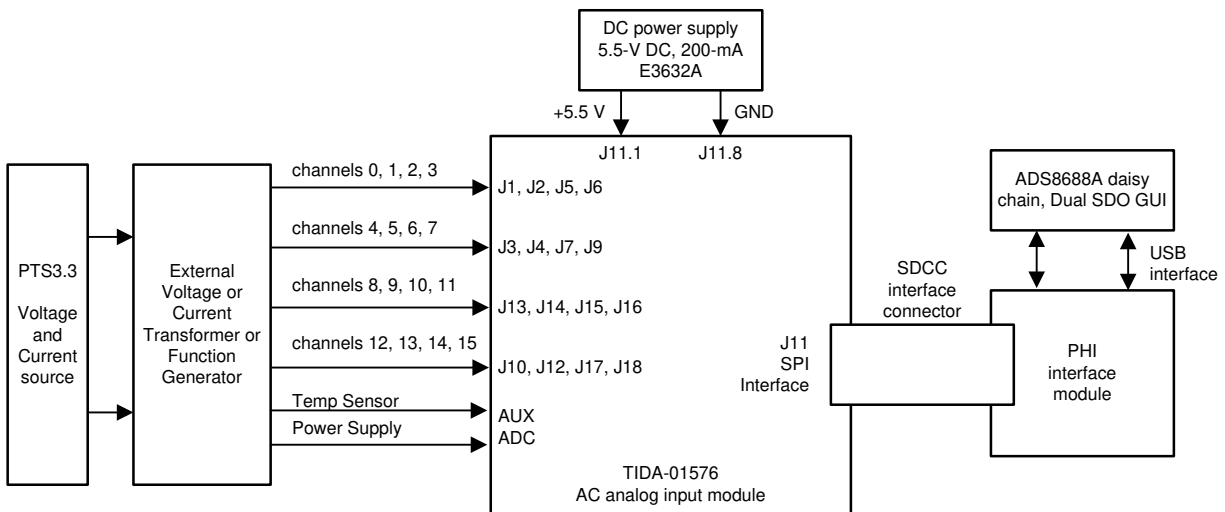 DC power supply
5.5-V DC, 200-mA
E3632A
+5.5 V
GND
J11.1
J11.8
PTS3.3
Voltage
and
Current
source
External
Voltage or
Current
Transformer or
Function
Generator
channels 0, 1, 2, 3
J1, J2, J5, J6
channels 4, 5, 6, 7
J3, J4, J7, J9
channels 8, 9, 10, 11
J13, J14, J15, J16
channels 12, 13, 14, 15
J10, J12, J17, J18
Temp Sensor
Power Supply
AUX
ADC
J11
SPI
Interface
TIDA-01576
AC analog input module
SDCC
interface
connector
ADS8688A daisy
chain, Dual SDO GUI
USB
interface
PHI
interface
module